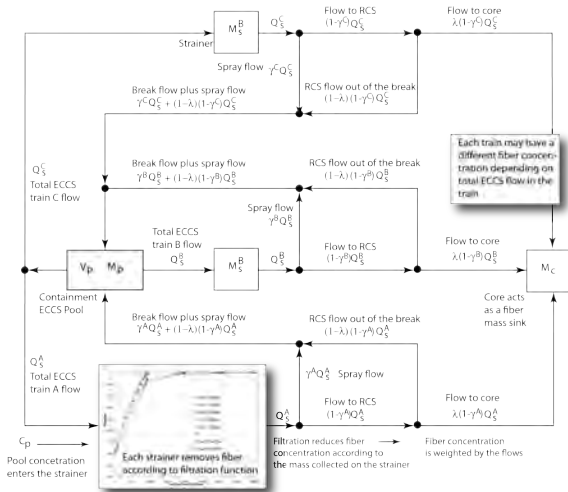 M_S^B
Q_S^C
Flow to RCS
(1-γ^C)Q_S^C
Flow to core
λ(1-γ^C)Q_S^C
Strainer
Spray flow γ^C Q_S^C
Break flow plus spray flow
γ^C Q_S^C + (1-λ)(1-γ^C)Q_S^C
RCS flow out of the break
(1-λ)(1-γ^C)Q_S^C
Each train may have a
different fiber concen-
tration depending on
total ECCS flow in the
train
Q_S^C
Total ECCS
train C flow
Break flow plus spray flow
γ^B Q_S^B + (1-λ)(1-γ^B)Q_S^B
RCS flow out of the break
(1-λ)(1-γ^B)Q_S^B
Spray flow
γ^B Q_S^B
Total ECCS
train B flow
Q_S^B
V_p M_p
M_S^B
Q_S^B
Flow to RCS
(1-γ^B)Q_S^B
Flow to core
λ(1-γ^B)Q_S^B
M_c
Containment
ECCS Pool
Core acts
as a fiber
mass sink
Break flow plus spray flow
γ^A Q_S^A + (1-λ)(1-γ^A)Q_S^A
RCS flow out of the break
(1-λ)(1-γ^A)Q_S^A
Q_S^A
Total ECCS
train A flow
γ^A Q_S^A Spray flow
Flow to RCS
(1-γ^A)Q_S^A
Flow to core
λ(1-γ^A)Q_S^A
Q_S^A
C_p
Pool concetration
enters the strainer
Each strainer removes fiber
according to filtration function
Filtration reduces fiber
concentration according to
the mass collected on the strainer
Fiber concentration
is weighted by the flows